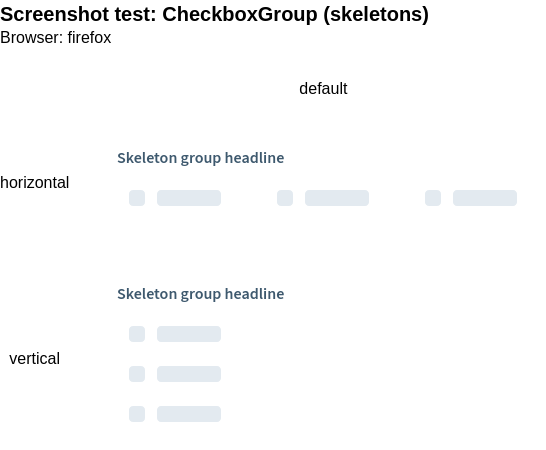 Screenshot test: CheckboxGroup (skeletons)
Browser: firefox
default
Skeleton group headline
horizontal
Skeleton group headline
vertical